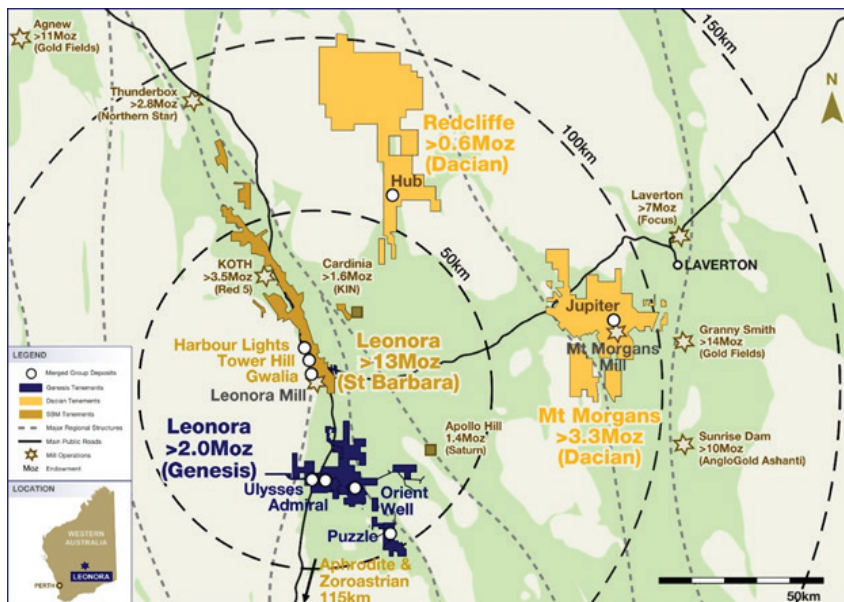 Agnew
>11Moz
(Gold Fields)
Thunderbox
>2.8Moz
(Northern Star)
150km
N
100km
Redcliffe
>0.6Moz
(Dacian)
Hub
Laverton
>7Moz
(Focus)
LAVERTON
50km
KOTH
>3.5Moz
(Red 5)
Cardinia
>1.6Moz
(KIN)
Jupiter
Mt Morgans
Mill
Granny Smith
>14Moz
(Gold Fields)
Harbour Lights
Tower Hill
Gwalia
Leonora Mill
Leonora
>13Moz
(St Barbara)
Mt Morgans
>3.3Moz
(Dacian)
Apollo Hill
1.4Moz
(Saturn)
Sunrise Dam
>10Moz
(AngloGold Ashanti)
Leonora
>2.0Moz
(Genesis)
Ulysses
Admiral
Orient
Well
Puzzle
Aphrodite &
Zoroastrian
115km
50km
LEGEND
Merged Group Deposits
Genesis Tenements
Dacian Tenements
SBM Tenements
Major Regional Structures
Main Public Roads
Mill Operations
Moz Endowment
LOCATION
WESTERN
AUSTRALIA
LEONORA
PERTH